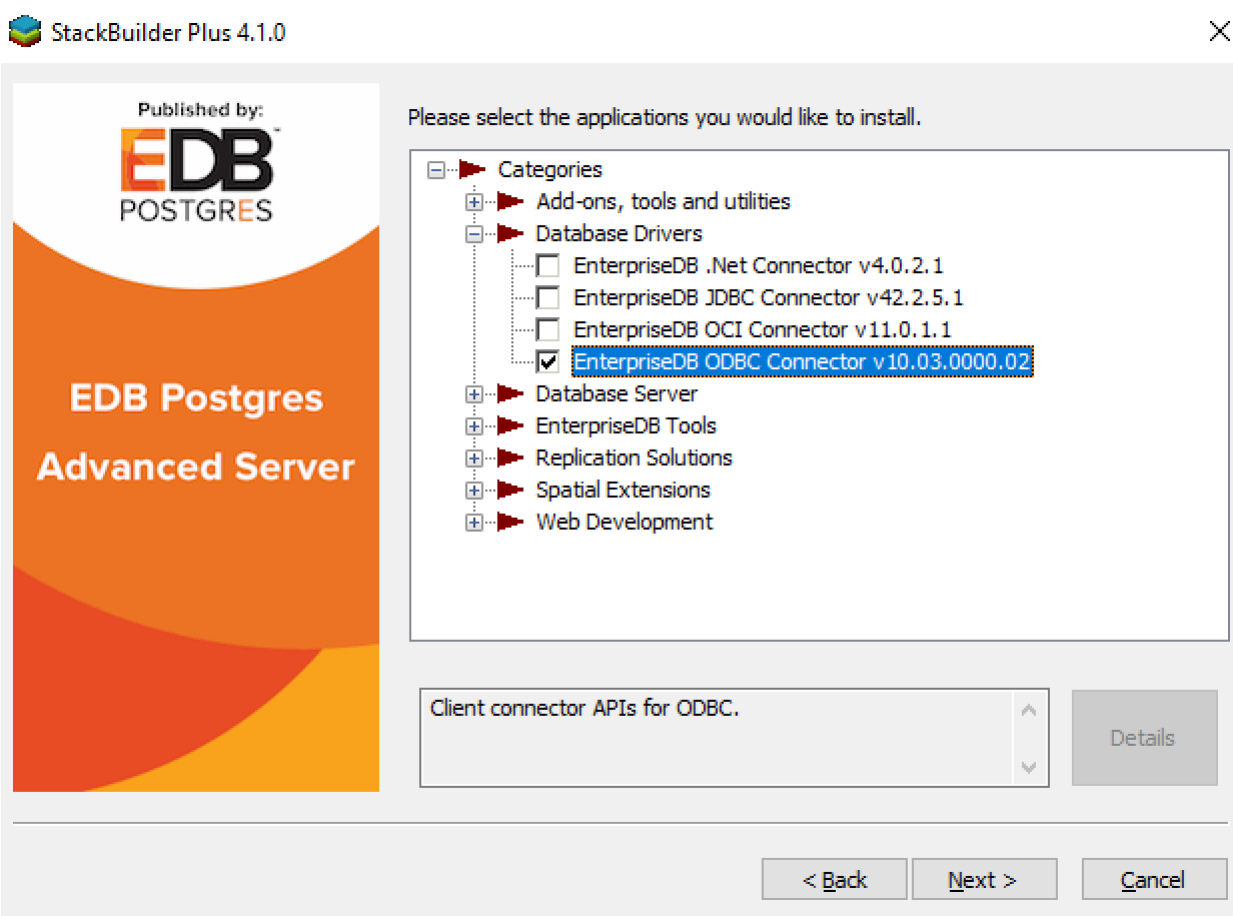 StackBuilder Plus 4.1.0
Published by:
EDB™
POSTGRES
EDB Postgres
Advanced Server
Please select the applications you would like to install.
Categories
Add-ons, tools and utilities
Database Drivers
EnterpriseDB .Net Connector v4.0.2.1
EnterpriseDB JDBC Connector v42.2.5.1
EnterpriseDB OCI Connector v11.0.1.1
EnterpriseDB ODBC Connector v10.03.0000.02
Database Server
EnterpriseDB Tools
Replication Solutions
Spatial Extensions
Web Development
Client connector APIs for ODBC.
Details
< Back
Next >
Cancel